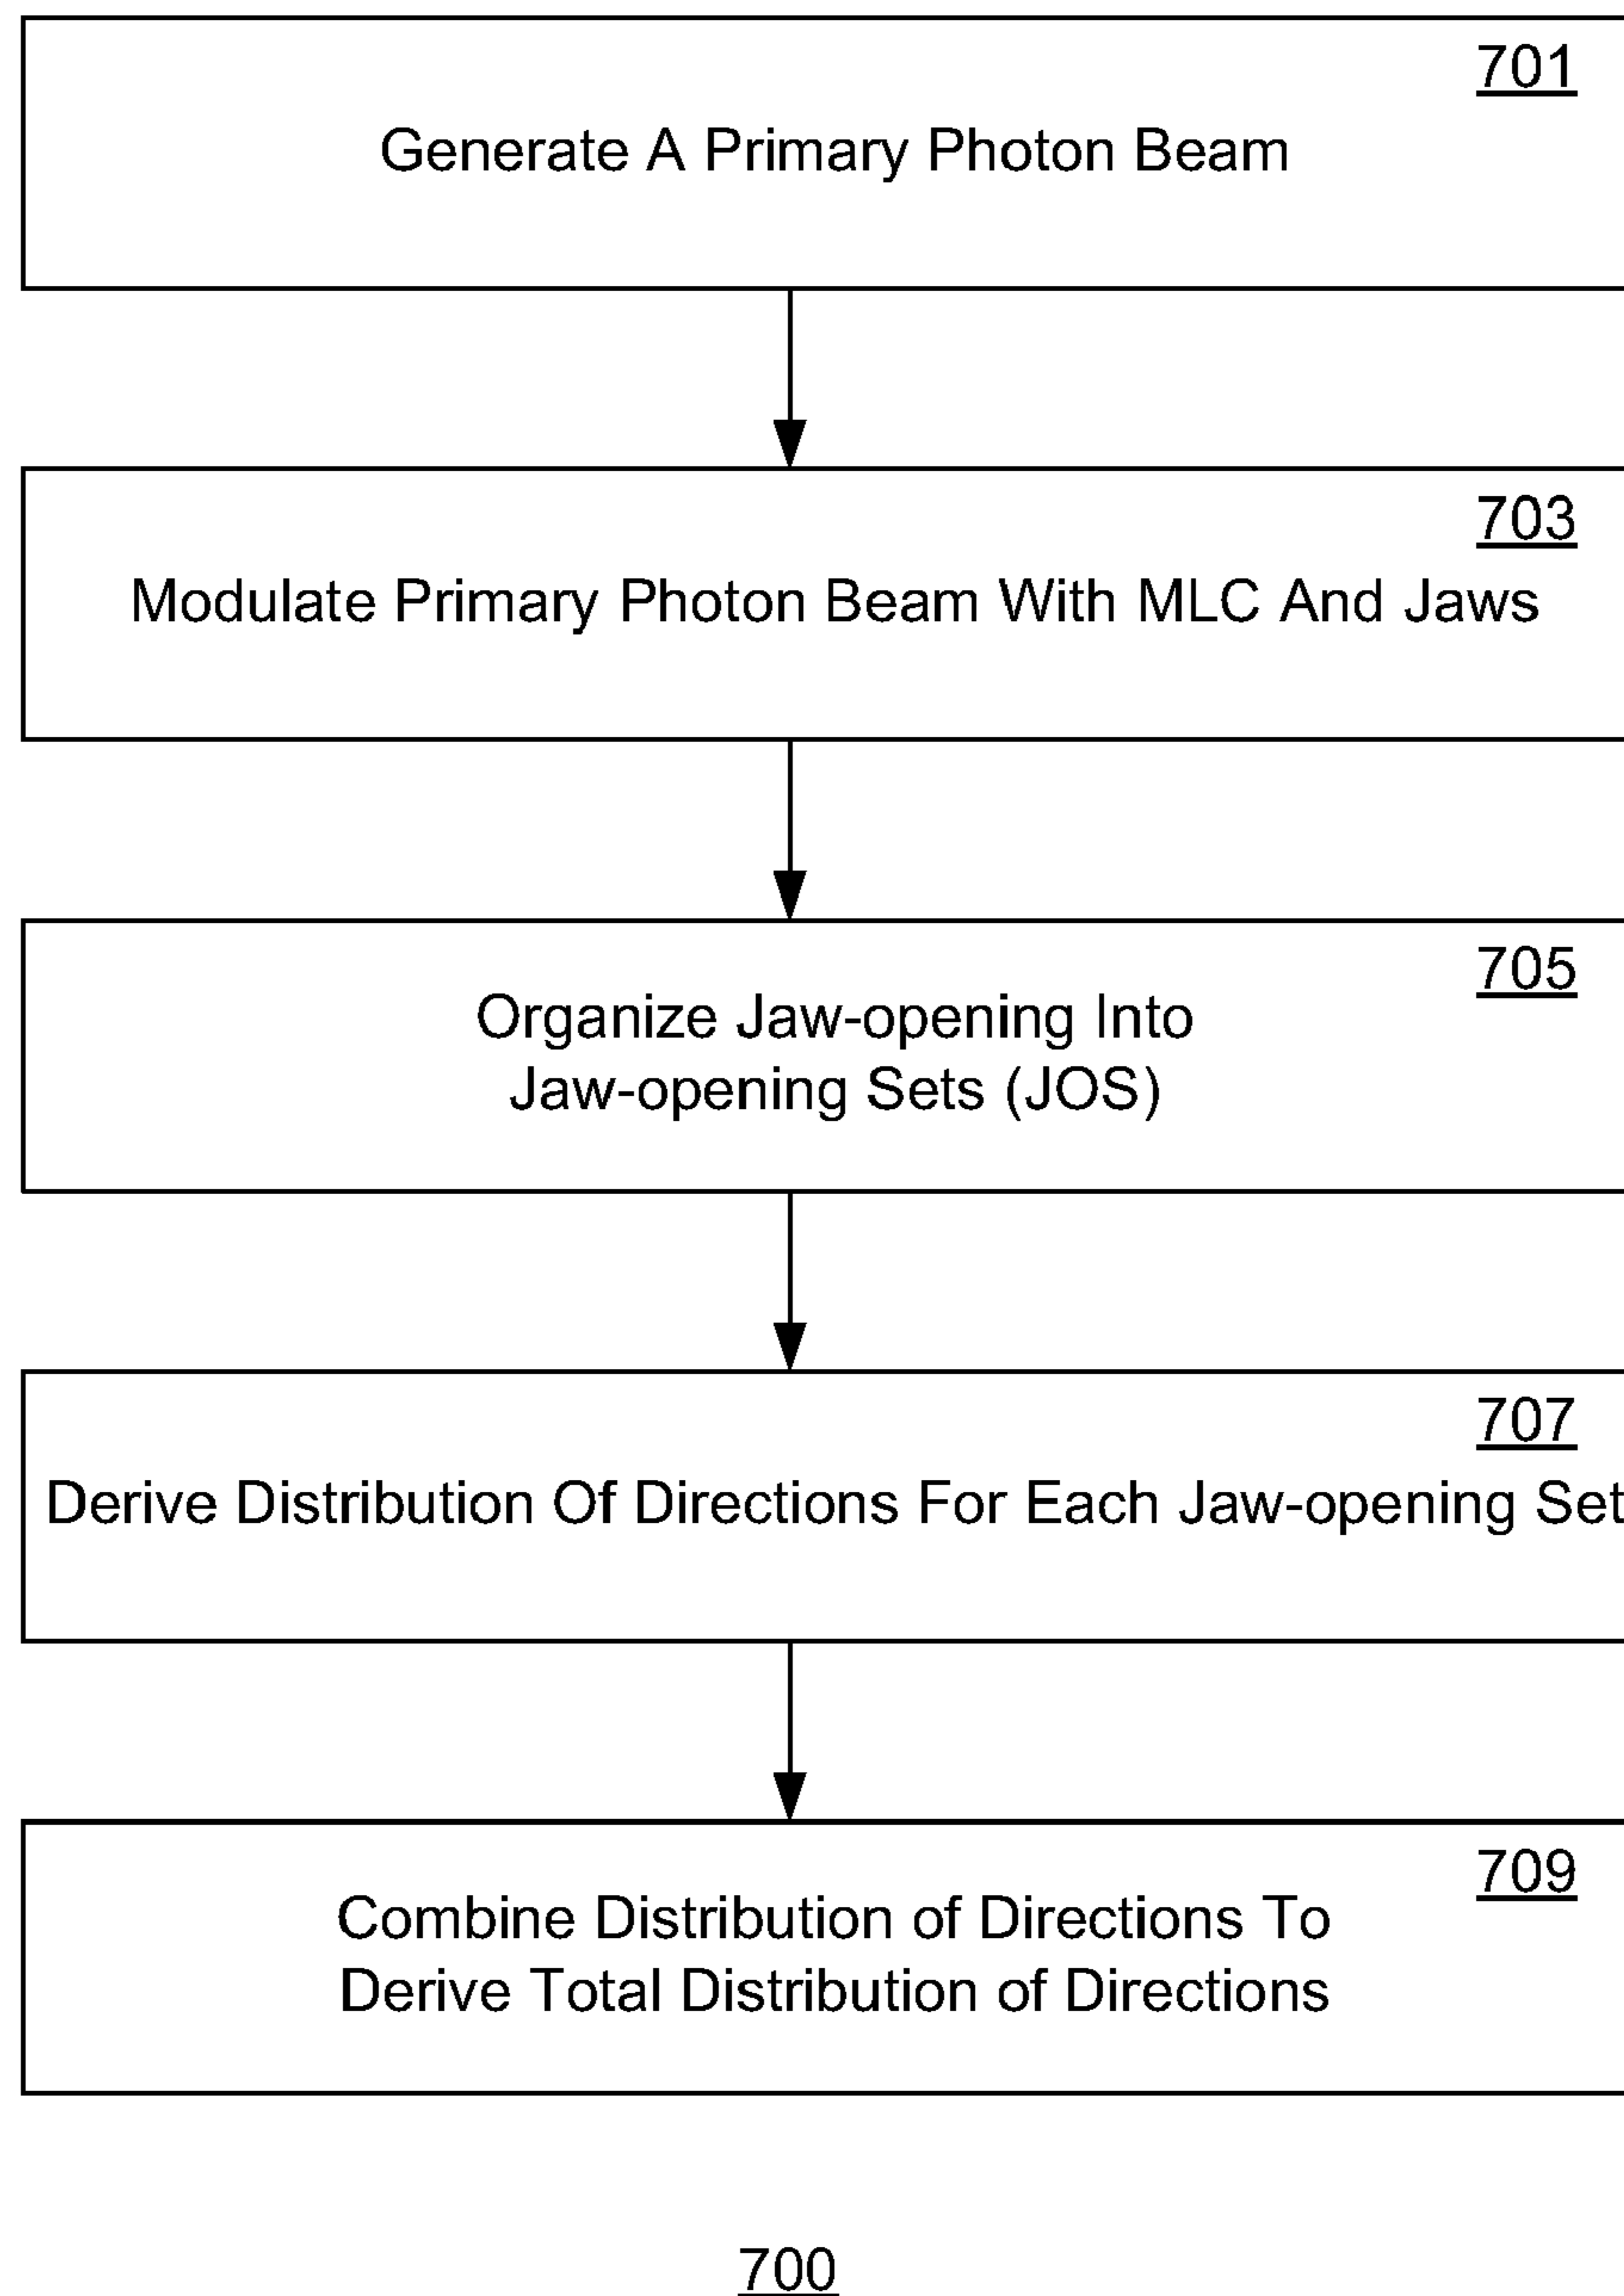 701
Generate A Primary Photon Beam
703
Modulate Primary Photon Beam With MLC And Jaws
705
Organize Jaw-opening Into
Jaw-opening Sets (JOS)
707
Derive Distribution Of Directions For Each Jaw-opening Set
709
Combine Distribution of Directions To
Derive Total Distribution of Directions
700